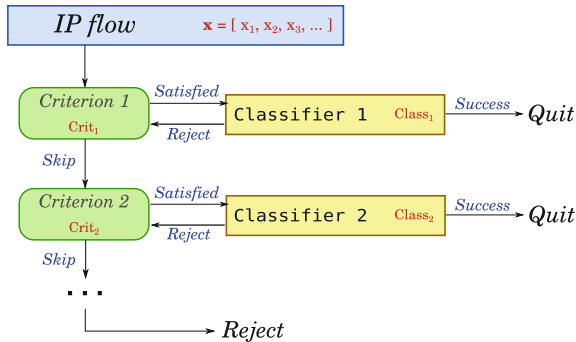 IP flow x = [ x₁, x₂, x₃, ... ]
Criterion 1
Crit₁
Satisfied
Reject
Classifier 1 Class₁
Success
Quit
Skip
Criterion 2
Crit₂
Satisfied
Reject
Classifier 2 Class₂
Success
Quit
Skip
...
Reject